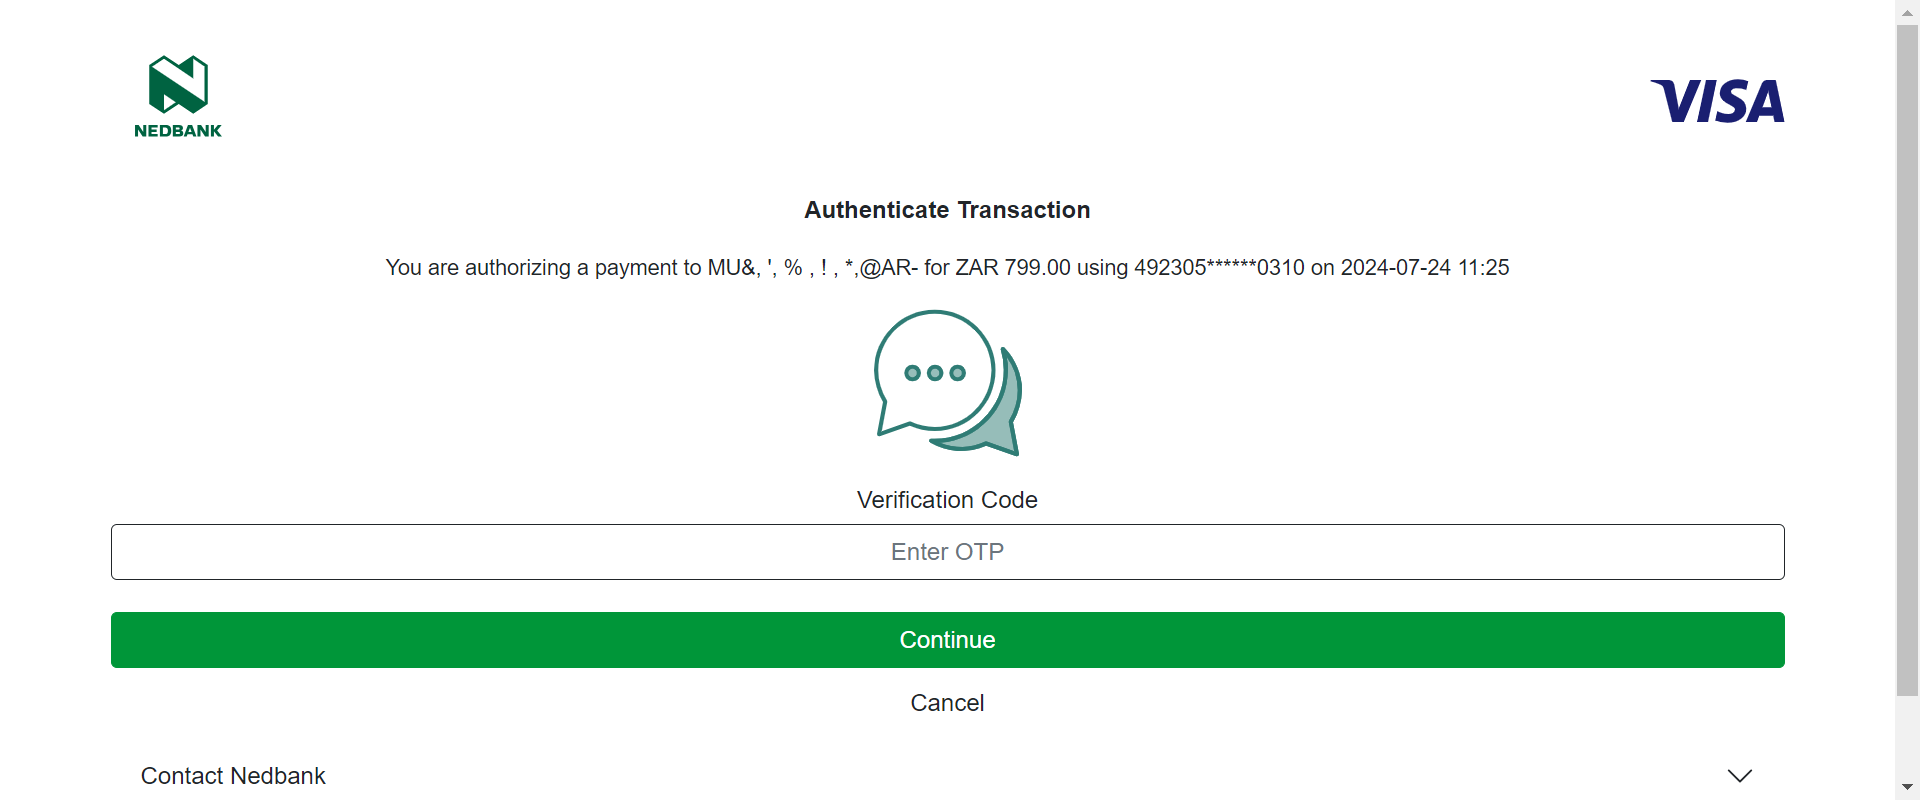 NEDBANK
VISA
Authenticate Transaction
You are authorizing a payment to MU&, ', % , ! , *,@AR- for ZAR 799.00 using 492305******0310 on 2024-07-24 11:25
Verification Code
Enter OTP
Continue
Cancel
Contact Nedbank